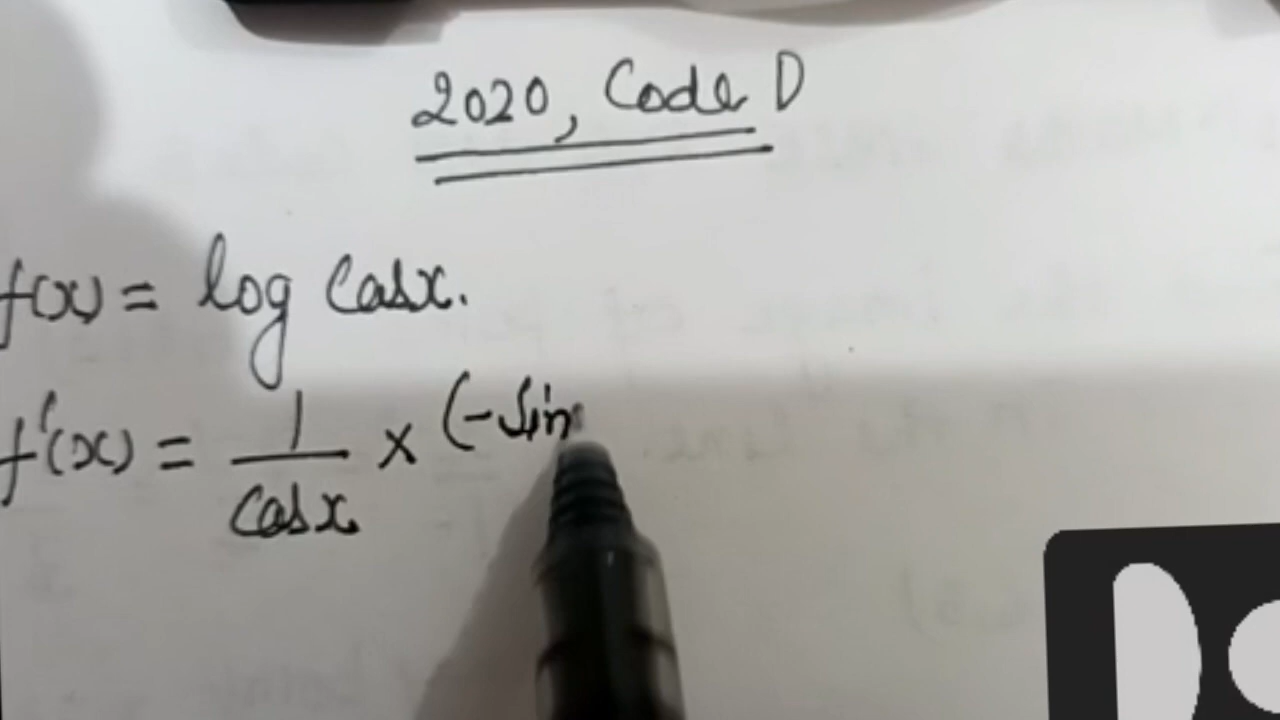 2020, Code D
f(x) = log Cosx.
f'(x) = 1/Cosx × (-Sin